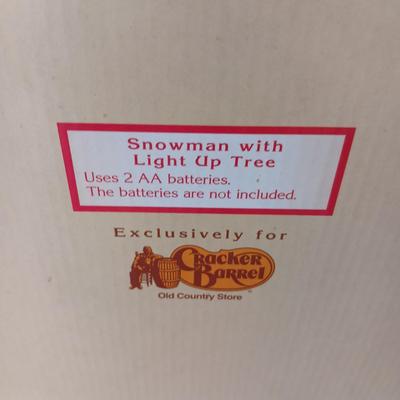 Snowman with
Light Up Tree
Uses 2 AA batteries.
The batteries are not included.
Exclusively for
Cracker
Barrel
Old Country Store